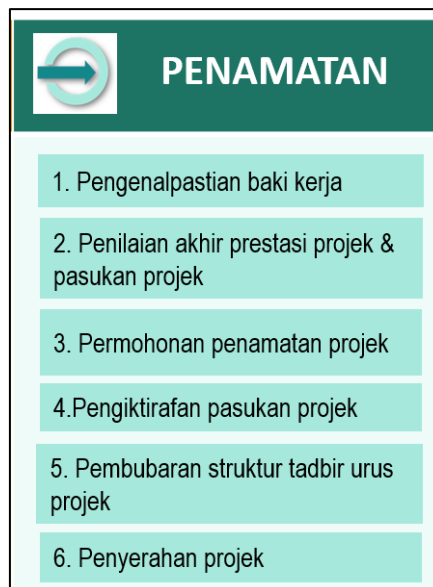 PENAMATAN
1. Pengenalpastian baki kerja
2. Penilaian akhir prestasi projek &
pasukan projek
3. Permohonan penamatan projek
4.Pengiktirafan pasukan projek
5. Pembubaran struktur tadbir urus
projek
6. Penyerahan projek